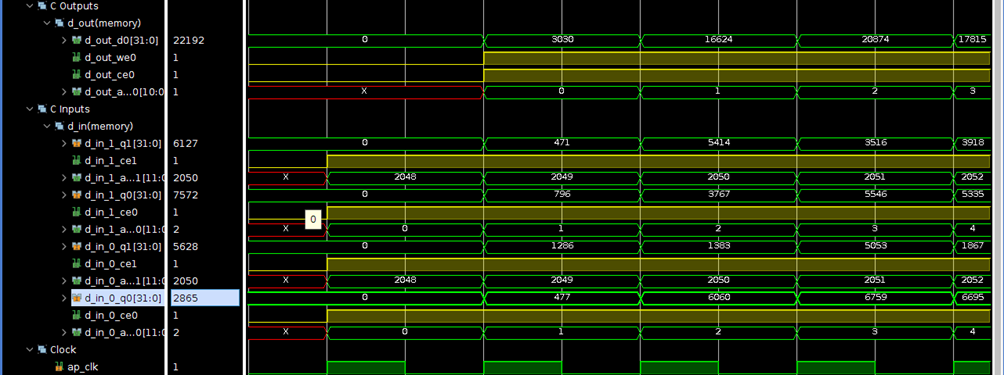 C Outputs
d_out(memory)
d_out_d0[31:0] 22192 0 3030 16624 20874 17815
d_out_we0 1
d_out_ce0 1
d_out_a...0[10:0 1 X 0 1 2 3
C Inputs
d_in(memory)
d_in_1_q1[31:0] 6127 0 471 5414 3516 3918
d_in_1_ce1 1
d_in_1_a...1[11:0 2050 X 2048 2049 2050 2051 2052
d_in_1_q0[31:0] 7572 0 796 3767 5546 5335
d_in_1_ce0 1 0
d_in_1_a...0[11:0 2 X 0 1 2 3 4
d_in_0_q1[31:0] 5628 0 1286 1383 5053 1867
d_in_0_ce1 1
d_in_0_a...1[11:0 2050 X 2048 2049 2050 2051 2052
d_in_0_q0[31:0] 2865 0 477 6060 6759 6695
d_in_0_ce0 1
d_in_0_a...0[11:0 2 X 0 1 2 3 4
Clock
ap_clk 1